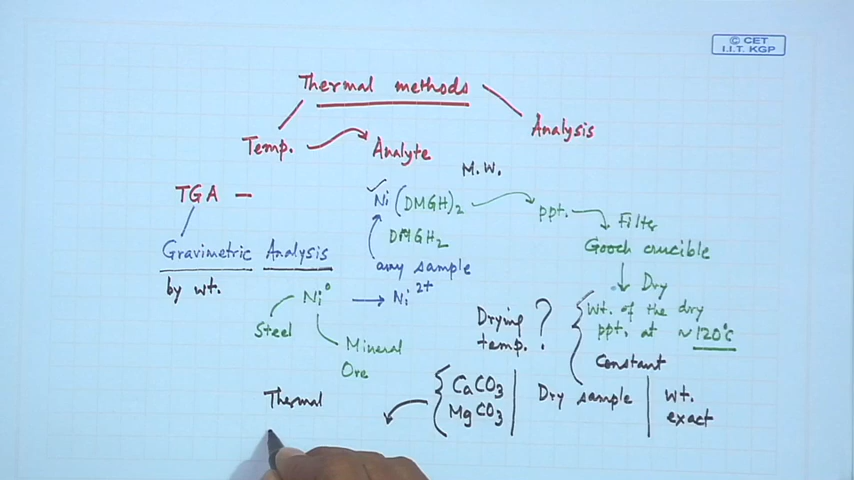 © CET
I.I.T. KGP
Thermal methods
Temp.
Analyte
Analysis
M.W.
TGA —
Ni(DMGH)2
ppt.
Filter
Gooch crucible
DMGH2
any sample
Gravimetric Analysis
by wt.
Dry
Wt. of the dry
ppt. at ~ 120°C
Constant
Ni° → Ni2+
Steel
Mineral
Ore
Drying
temp. ?
Thermal
CaCO3
MgCO3
Dry sample
wt.
exact